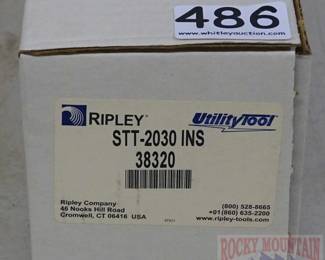 486
www.whitleyauction.com
RIPLEY
UtilityTool
STT-2030 INS
38320
Ripley Company
46 Nooks Hill Road
Cromwell, CT 06416 USA
(800) 528-8665
+01(860) 635-2200
www.ripley-tools.com
ROCKY MOUNTAIN